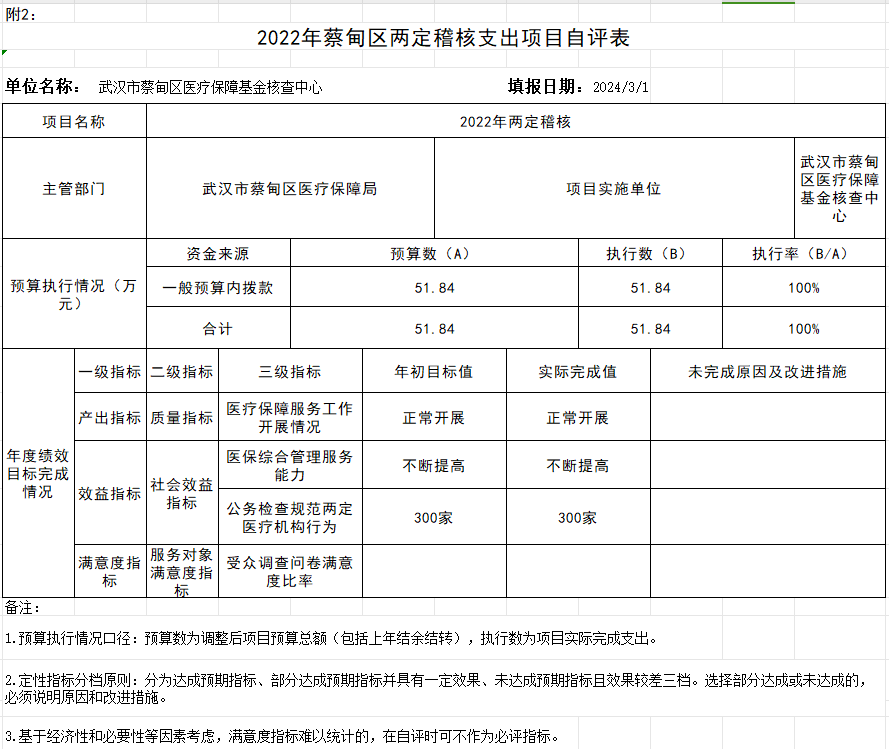 附2：
2022年蔡甸区两定稽核支出项目自评表
单位名称： 武汉市蔡甸区医疗保障基金核查中心 填报日期：2024/3/1
项目名称 2022年两定稽核
主管部门 武汉市蔡甸区医疗保障局 项目实施单位
武汉市蔡甸
区医疗保障
基金核查中
心
预算执行情况（万
元）
资金来源 预算数（A） 执行数（B） 执行率（B/A）
一般预算内拨款 51.84 51.84 100%
合计 51.84 51.84 100%
年度绩效
目标完成
情况
一级指标 二级指标 三级指标 年初目标值 实际完成值 未完成原因及改进措施
产出指标 质量指标
医疗保障服务工作
开展情况
正常开展 正常开展
效益指标
社会效益
指标
医保综合管理服务
能力
不断提高 不断提高
公务检查规范两定
医疗机构行为
300家 300家
满意度指
标
服务对象
满意度指
标
受众调查问卷满意
度比率
备注：
1.预算执行情况口径：预算数为调整后项目预算总额（包括上年结余结转），执行数为项目实际完成支出。
2.定性指标分档原则：分为达成预期指标、部分达成预期指标并具有一定效果、未达成预期指标且效果较差三档。选择部分达成或未达成的，
必须说明原因和改进措施。
3.基于经济性和必要性等因素考虑，满意度指标难以统计的，在自评时可不作为必评指标。